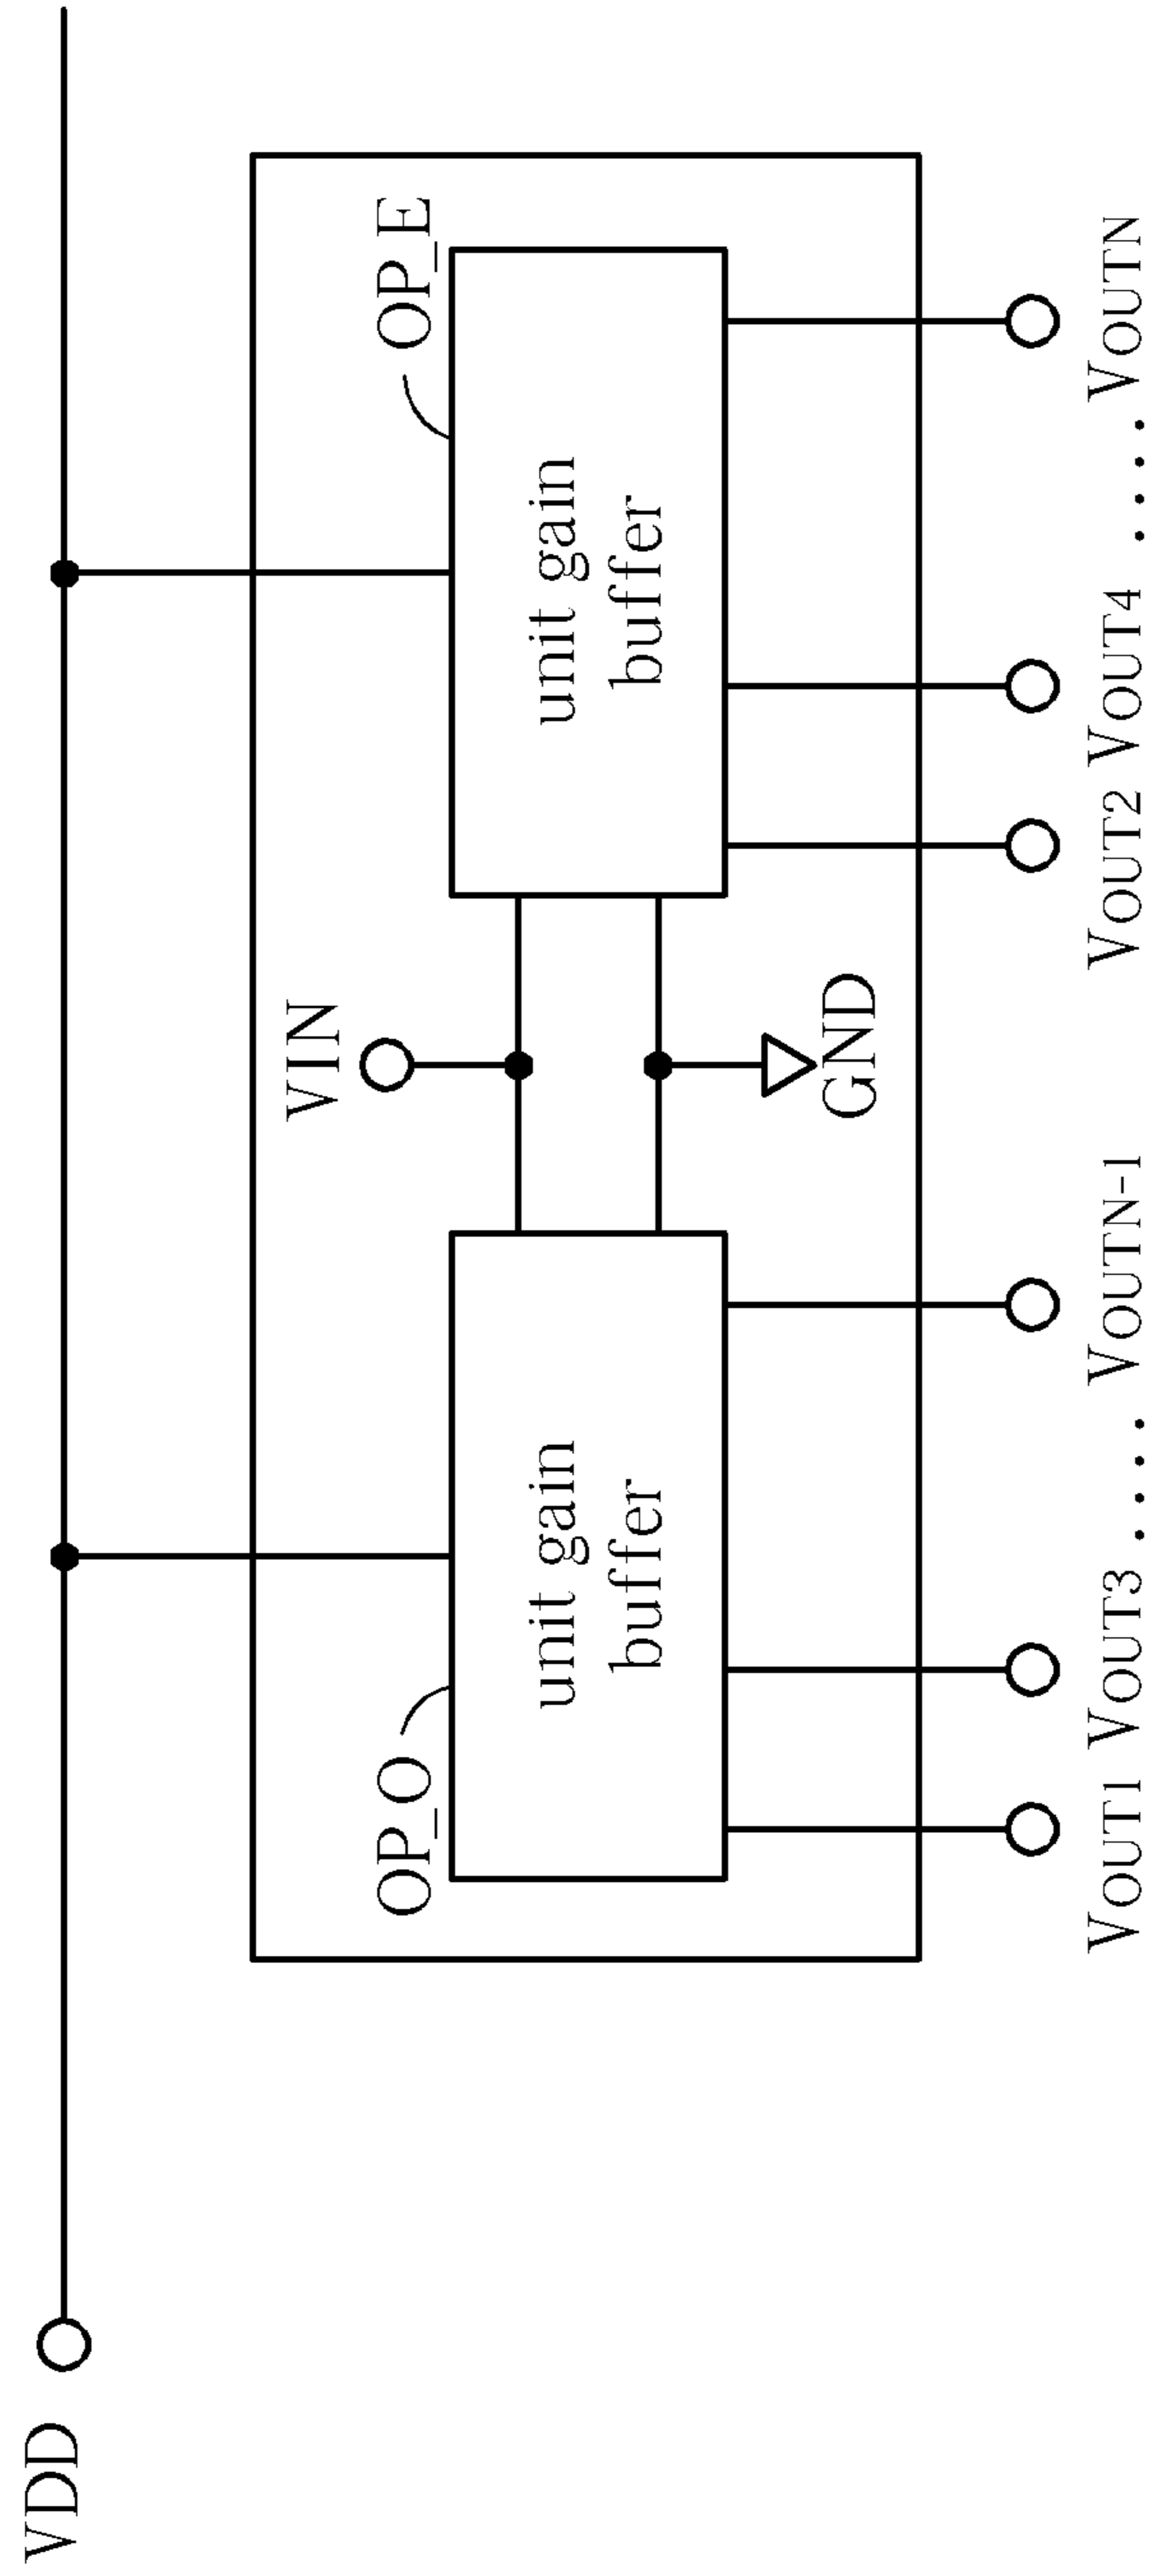 VDD
OP_O
unit gain
buffer
VIN
GND
OP_E
unit gain
buffer
VOUT1 VOUT3 .... VOUTN-1
VOUT2 VOUT4 .... VOUTN